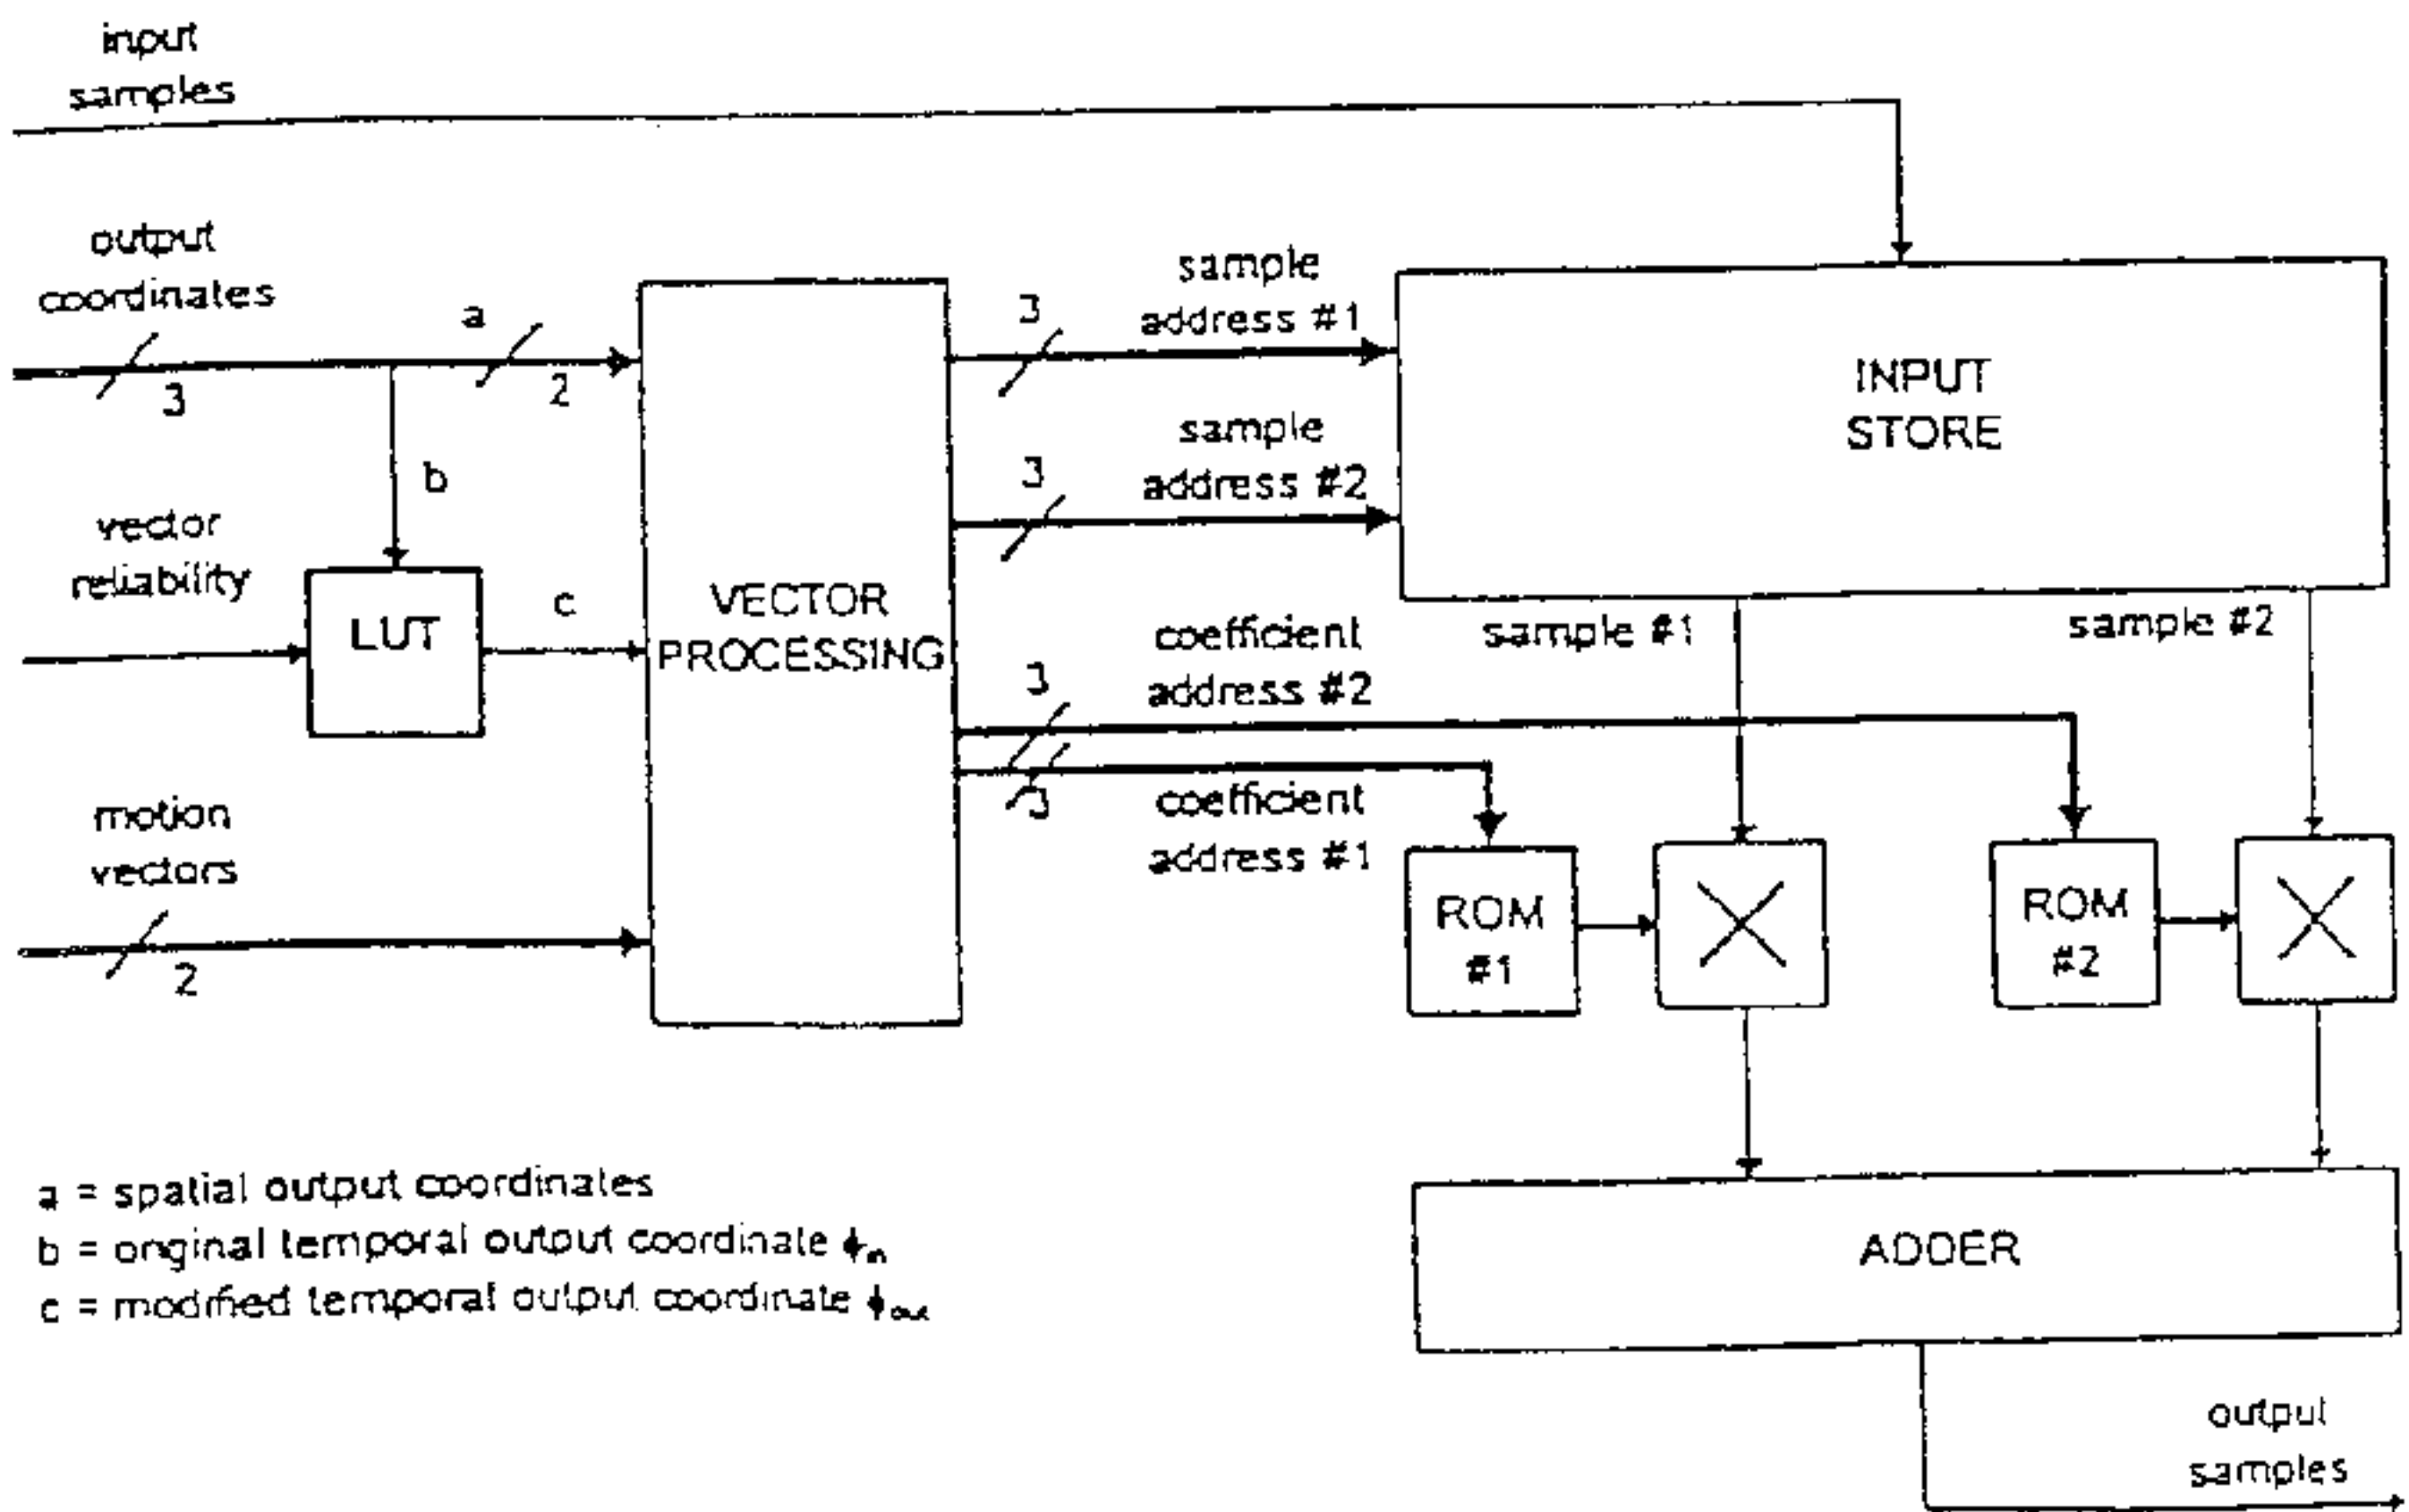 input
samples
output
coordinates
3
a
2
b
vector
reliability
LUT
c
motion
vectors
2
VECTOR
PROCESSING
3
sample
address #1
3
sample
address #2
3
coefficient
address #2
3
coefficient
address #1
INPUT
STORE
sample #1
sample #2
ROM
#1
ROM
#2
ADDER
output
samples
a = spatial output coordinates
b = original temporal output coordinate ϕin
c = modified temporal output coordinate ϕout